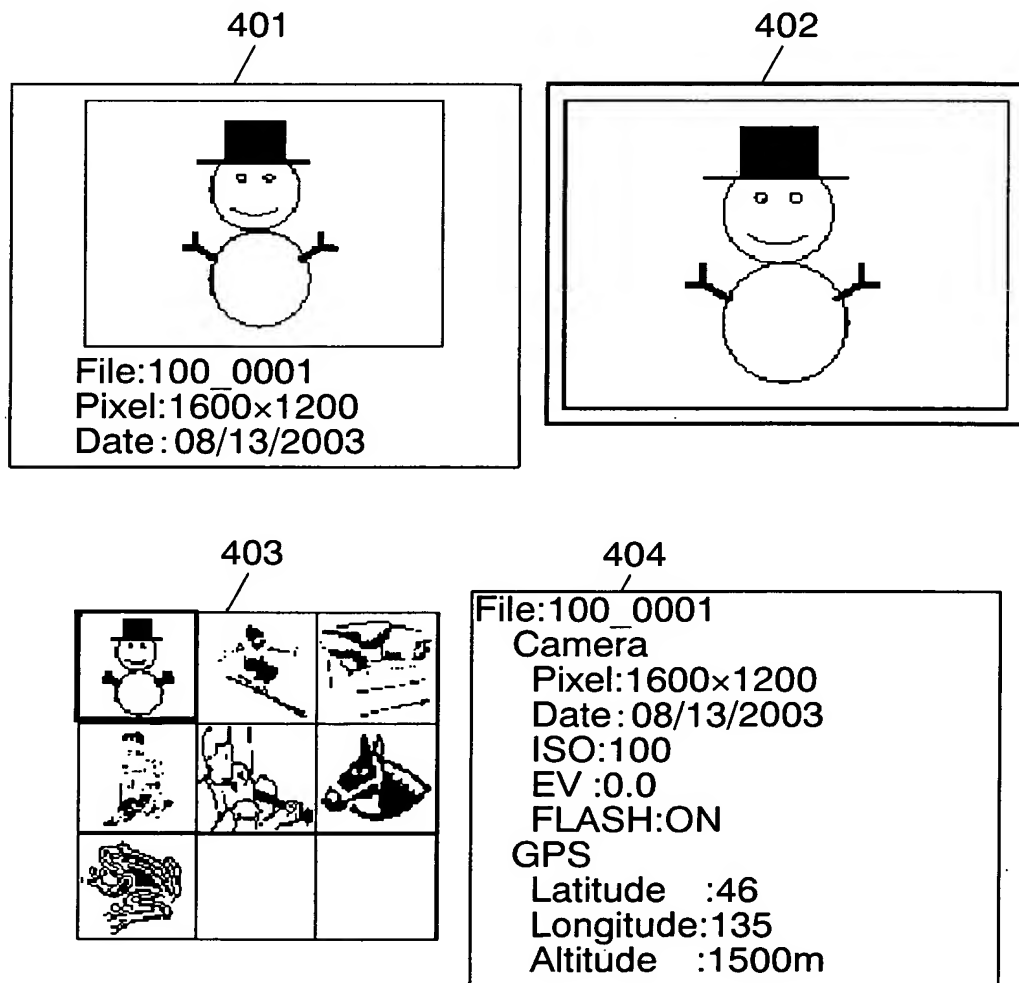 401
402
File:100_0001
Pixel:1600×1200
Date:08/13/2003
403
404
File:100_0001
Camera
Pixel:1600×1200
Date:08/13/2003
ISO:100
EV :0.0
FLASH:ON
GPS
Latitude :46
Longitude:135
Altitude :1500m